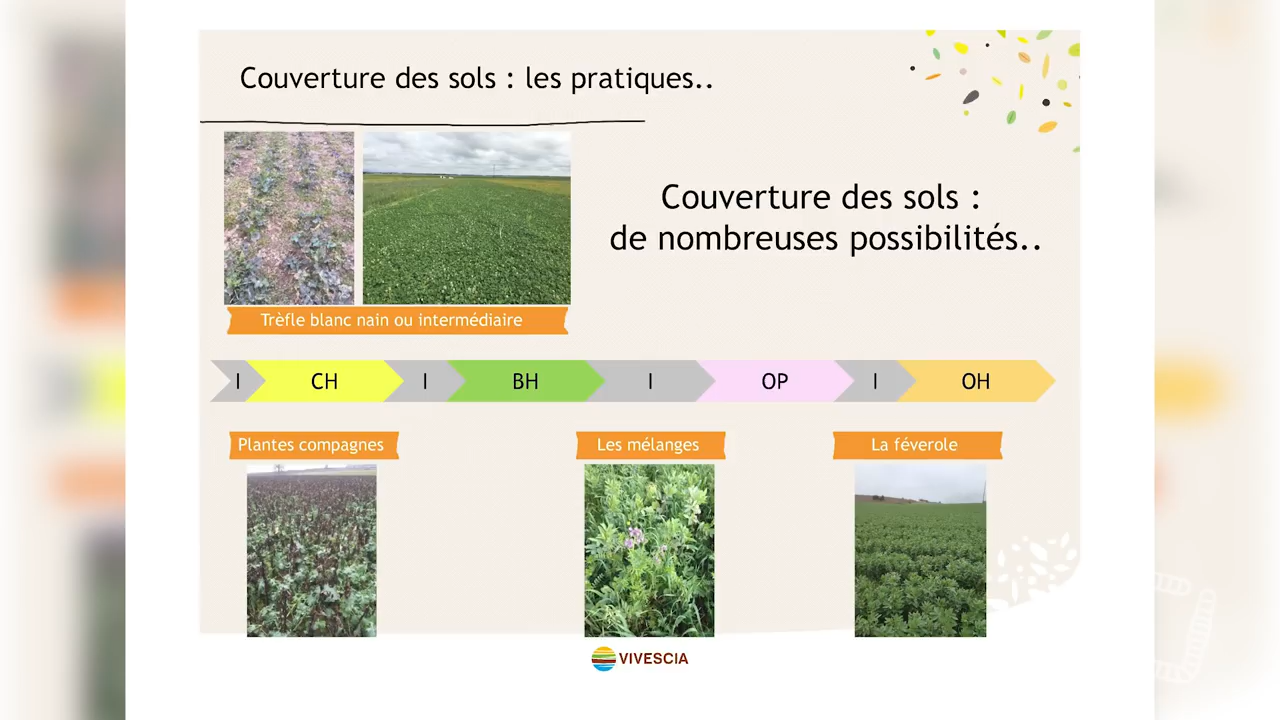 Couverture des sols : les pratiques..
Couverture des sols :
de nombreuses possibilités..
Trèfle blanc nain ou intermédiaire
I CH I BH I OP I OH
Plantes compagnes
Les mélanges
La féverole
VIVESCIA